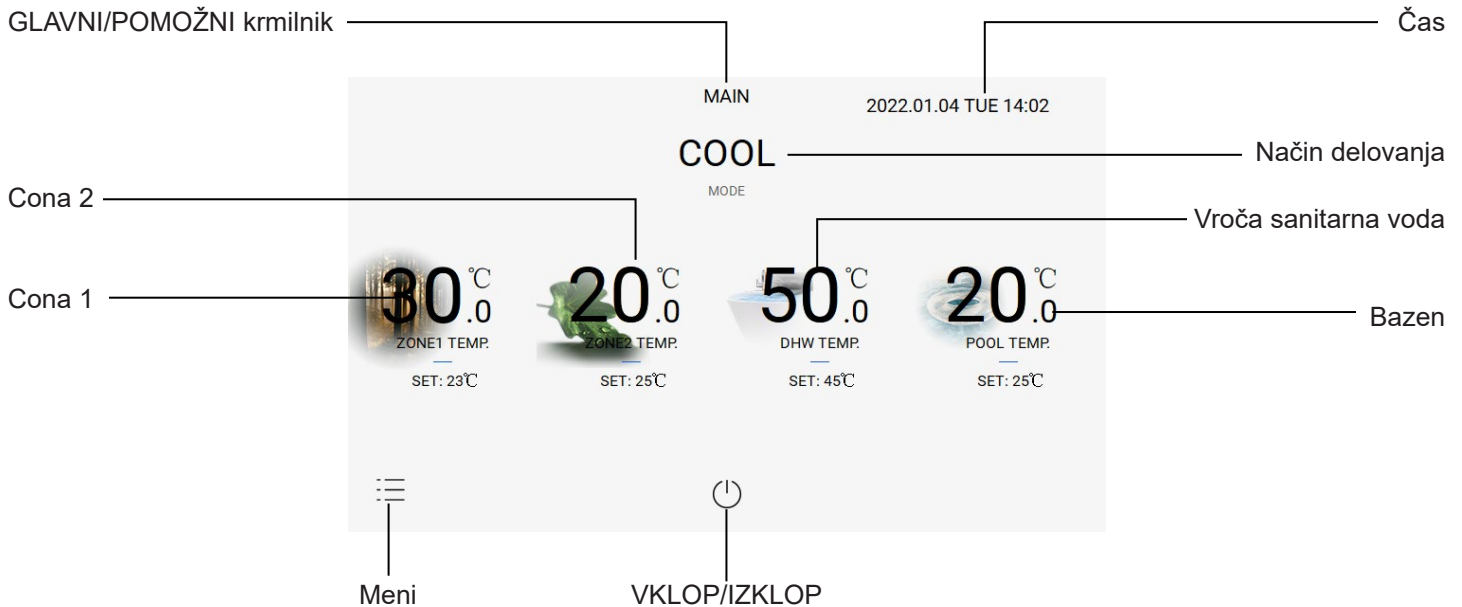 GLAVNI/POMOŽNI krmilnik
Čas
MAIN
2022.01.04 TUE 14:02
COOL
Način delovanja
MODE
Cona 2
Vroča sanitarna voda
Cona 1
30.0℃
20.0℃
50.0℃
20.0℃
Bazen
ZONE1 TEMP.
ZONE2 TEMP.
DHW TEMP.
POOL TEMP.
SET: 23℃
SET: 25℃
SET: 45℃
SET: 25℃
Meni
VKLOP/IZKLOP